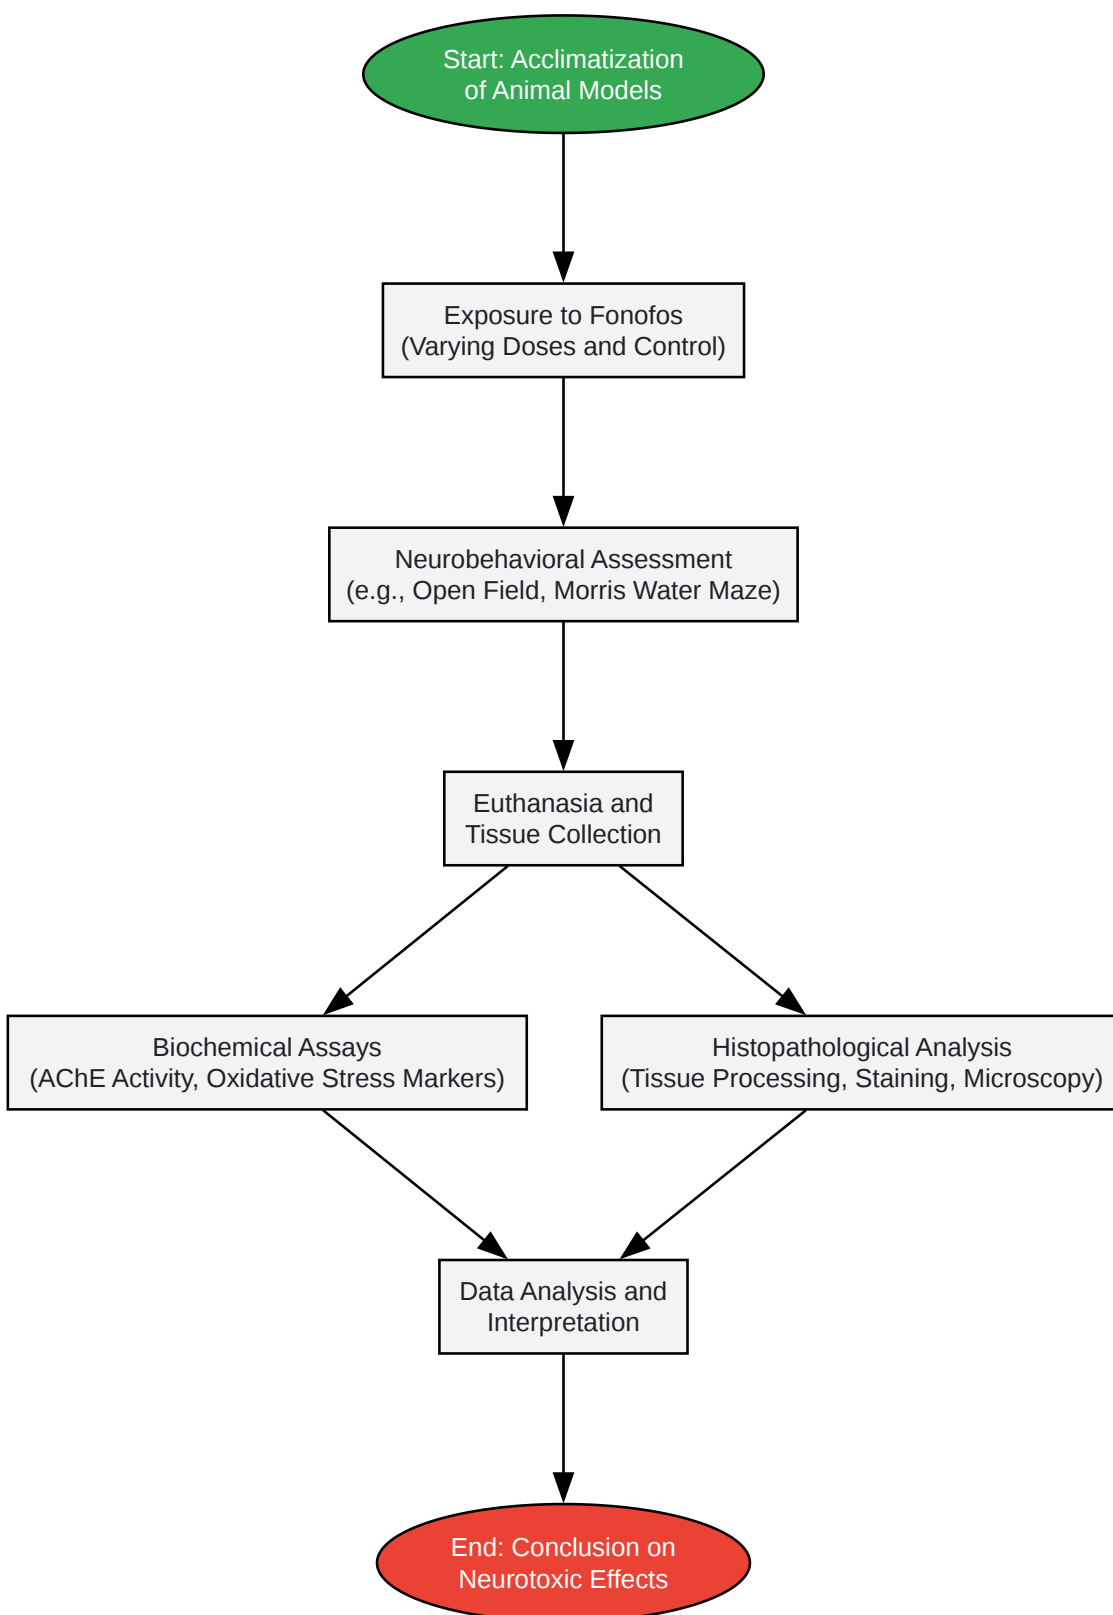 Start: Acclimatization
of Animal Models
Exposure to Fonofos
(Varying Doses and Control)
Neurobehavioral Assessment
(e.g., Open Field, Morris Water Maze)
Euthanasia and
Tissue Collection
Biochemical Assays
(AChE Activity, Oxidative Stress Markers)
Histopathological Analysis
(Tissue Processing, Staining, Microscopy)
Data Analysis and
Interpretation
End: Conclusion on
Neurotoxic Effects